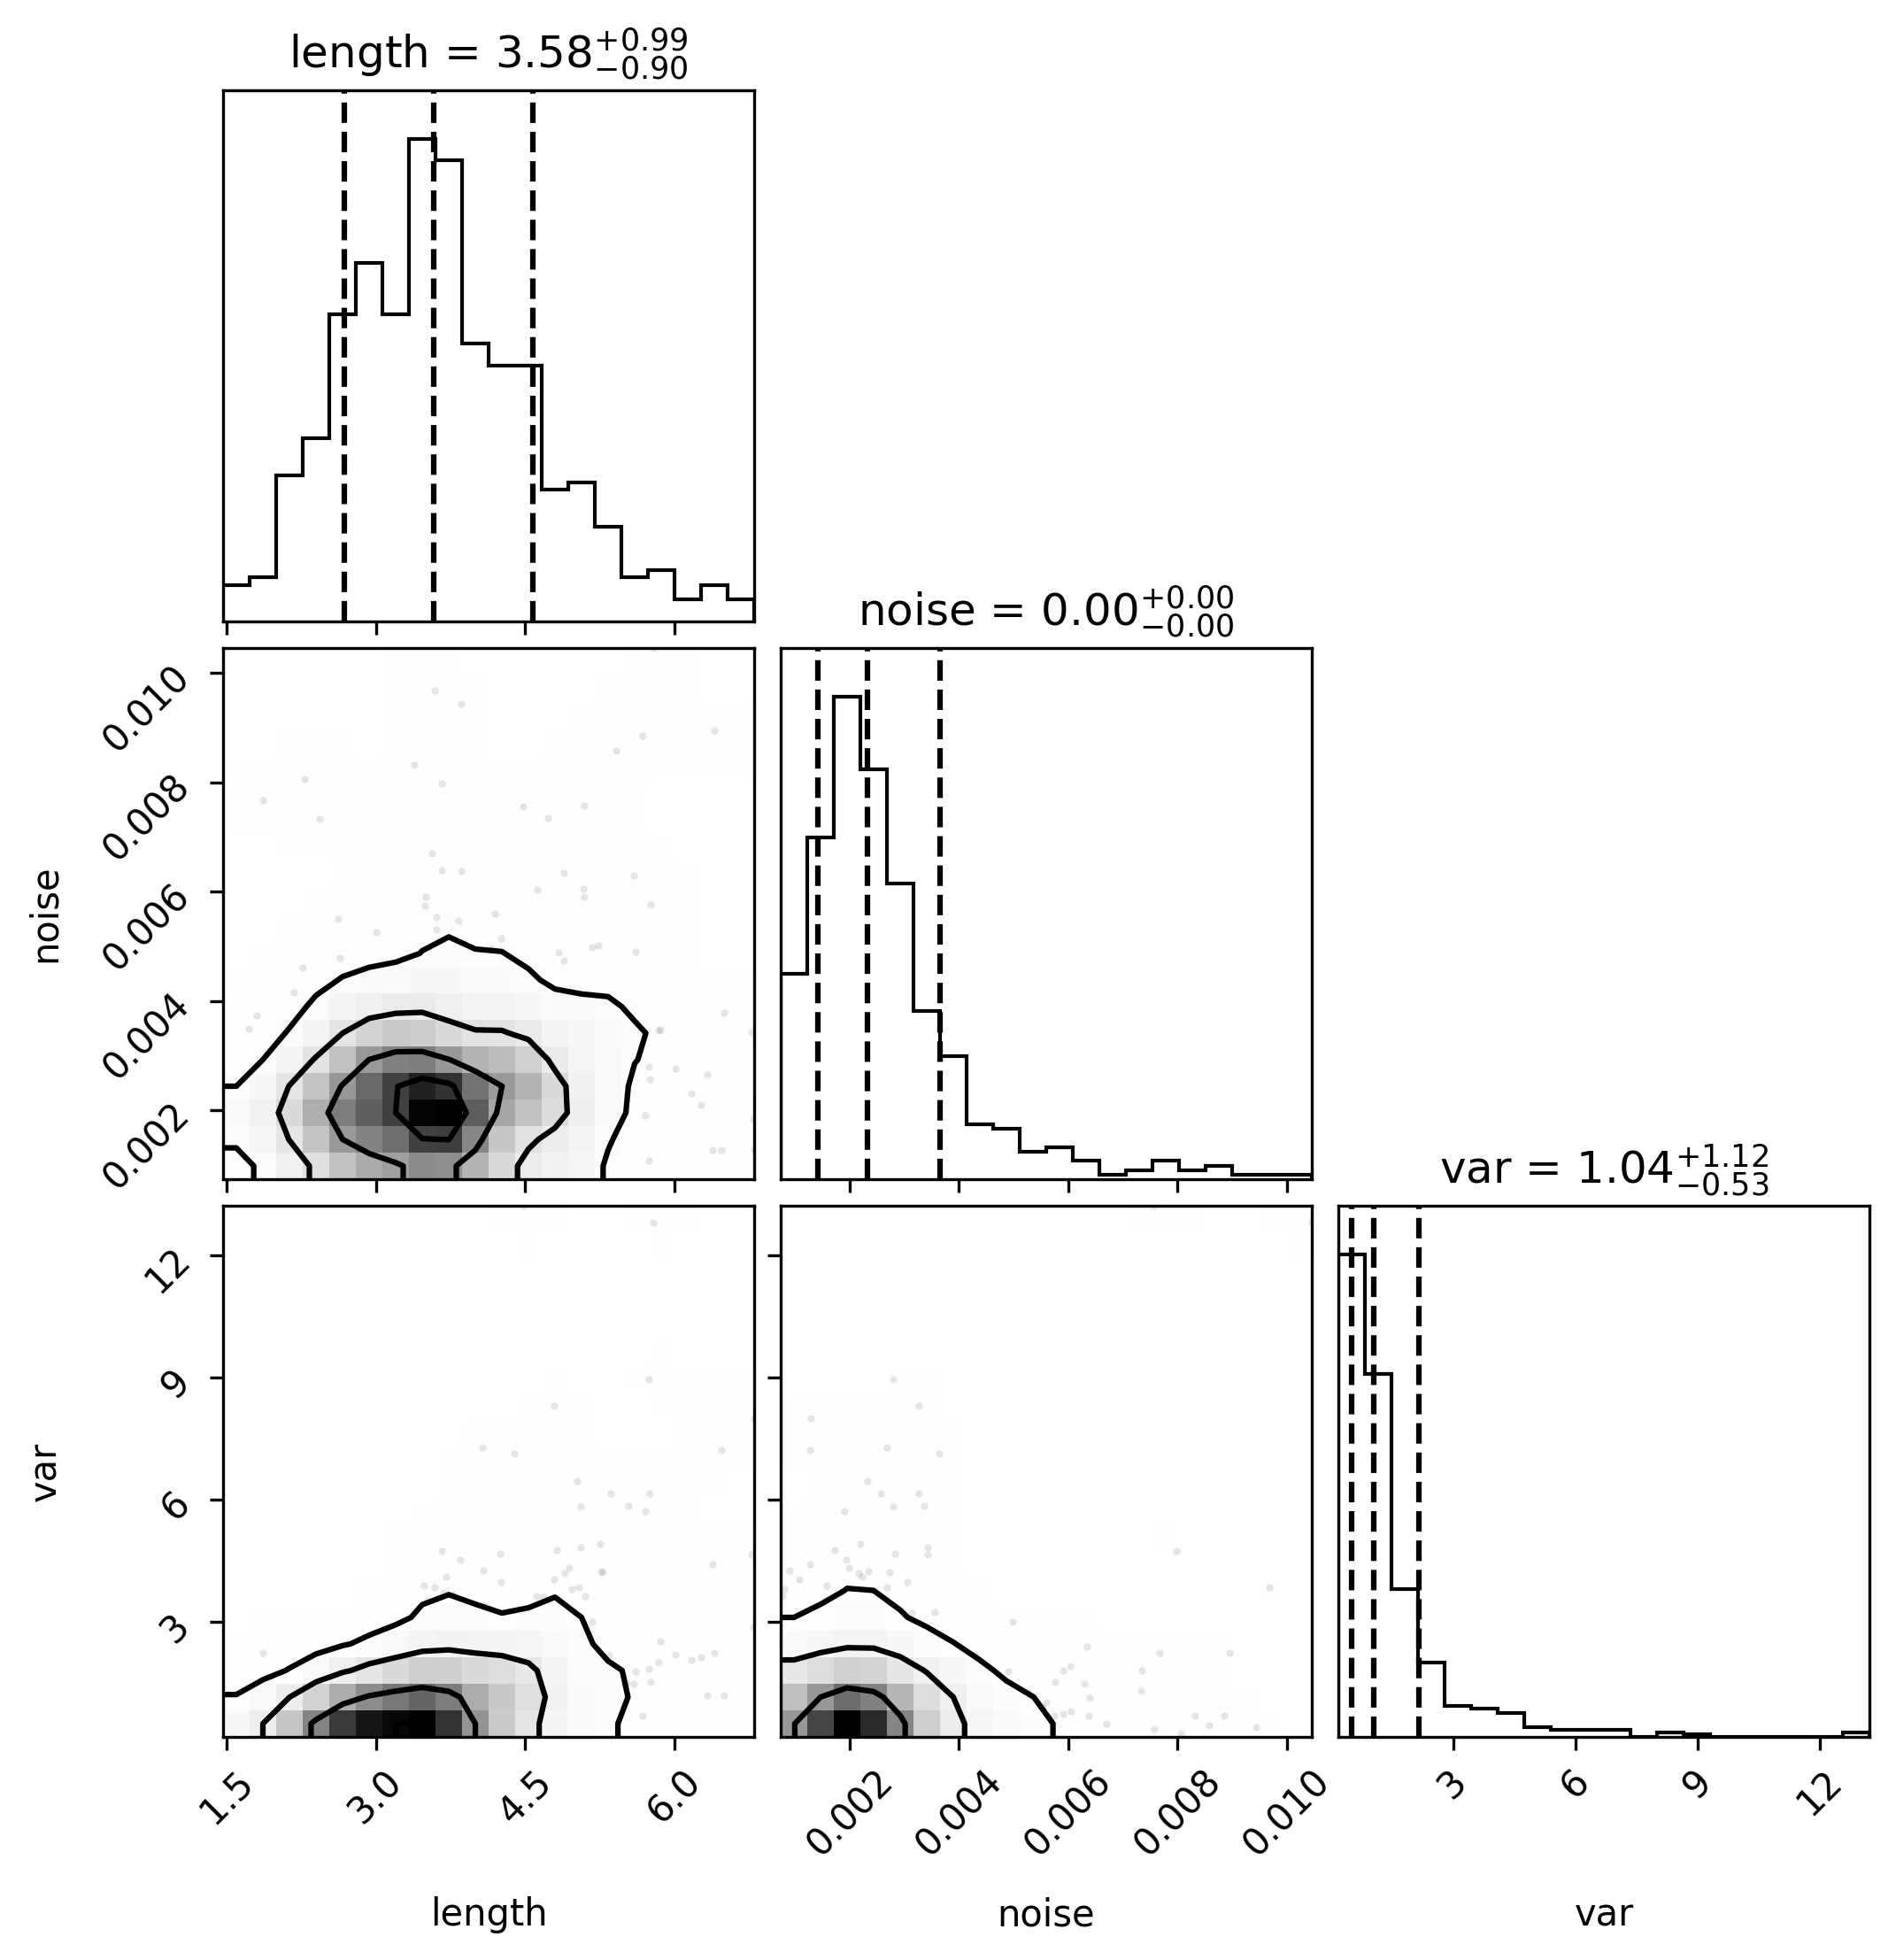 length = 3.58+0.99−0.90
noise = 0.00+0.00−0.00
0.010
0.008
0.006
0.004
0.002
noise
var = 1.04+1.12−0.53
12
9
6
3
var
1.5 3.0 4.5 6.0 0.002 0.004 0.006 0.008 0.010 3 6 9 12
length noise var